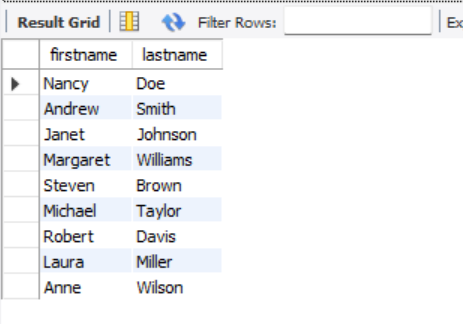 Result Grid Filter Rows: Ex
firstname lastname
Nancy Doe
Andrew Smith
Janet Johnson
Margaret Williams
Steven Brown
Michael Taylor
Robert Davis
Laura Miller
Anne Wilson